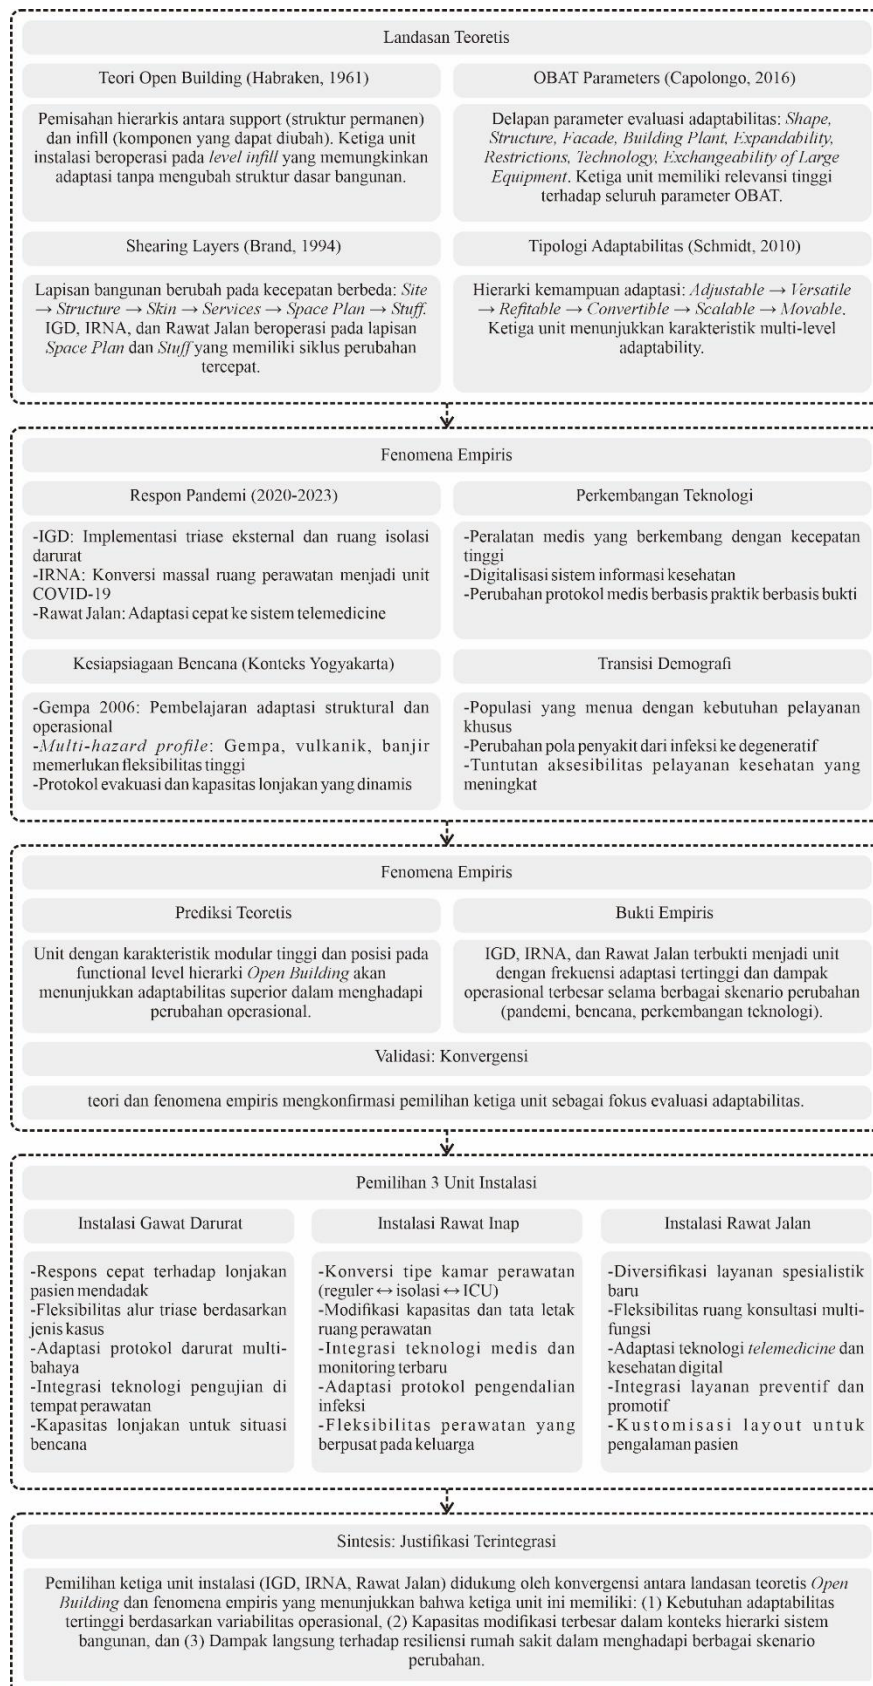 Landasan Teoretis
Teori Open Building (Habraken, 1961)
Pemisahan hierarkis antara support (struktur permanen)
dan infill (komponen yang dapat diubah). Ketiga unit
instalasi beroperasi pada level infill yang memungkinkan
adaptasi tanpa mengubah struktur dasar bangunan.
OBAT Parameters (Capolongo, 2016)
Delapan parameter evaluasi adaptabilitas: Shape,
Structure, Facade, Building Plant, Expandability,
Restrictions, Technology, Exchangeability of Large
Equipment. Ketiga unit memiliki relevansi tinggi
terhadap seluruh parameter OBAT.
Shearing Layers (Brand, 1994)
Lapisan bangunan berubah pada kecepatan berbeda: Site
→ Structure → Skin → Services → Space Plan → Stuff.
IGD, IRNA, dan Rawat Jalan beroperasi pada lapisan
Space Plan dan Stuff yang memiliki siklus perubahan
tercepat.
Tipologi Adaptabilitas (Schmidt, 2010)
Hierarki kemampuan adaptasi: Adjustable → Versatile
→ Refitable → Convertible → Scalable → Movable.
Ketiga unit menunjukkan karakteristik multi-level
adaptability.
Fenomena Empiris
Respon Pandemi (2020-2023)
-IGD: Implementasi triase eksternal dan ruang isolasi
darurat
-IRNA: Konversi massal ruang perawatan menjadi unit
COVID-19
-Rawat Jalan: Adaptasi cepat ke sistem telemedicine
Perkembangan Teknologi
-Peralatan medis yang berkembang dengan kecepatan
tinggi
-Digitalisasi sistem informasi kesehatan
-Perubahan protokol medis berbasis praktik berbasis bukti
Kesiapsiagaan Bencana (Konteks Yogyakarta)
-Gempa 2006: Pembelajaran adaptasi struktural dan
operasional
-Multi-hazard profile: Gempa, vulkanik, banjir
memerlukan fleksibilitas tinggi
-Protokol evakuasi dan kapasitas lonjakan yang dinamis
Transisi Demografi
-Populasi yang menua dengan kebutuhan pelayanan
khusus
-Perubahan pola penyakit dari infeksi ke degeneratif
-Tuntutan aksesibilitas pelayanan kesehatan yang
meningkat
Fenomena Empiris
Prediksi Teoretis
Unit dengan karakteristik modular tinggi dan posisi pada
functional level hierarki Open Building akan
menunjukkan adaptabilitas superior dalam menghadapi
perubahan operasional.
Bukti Empiris
IGD, IRNA, dan Rawat Jalan terbukti menjadi unit
dengan frekuensi adaptasi tertinggi dan dampak
operasional terbesar selama berbagai skenario perubahan
(pandemi, bencana, perkembangan teknologi).
Validasi: Konvergensi
teori dan fenomena empiris mengkonfirmasi pemilihan ketiga unit sebagai fokus evaluasi adaptabilitas.
Pemilihan 3 Unit Instalasi
Instalasi Gawat Darurat
-Respons cepat terhadap lonjakan
pasien mendadak
-Fleksibilitas alur triase berdasarkan
jenis kasus
-Adaptasi protokol darurat multi-
bahaya
-Integrasi teknologi pengujian di
tempat perawatan
-Kapasitas lonjakan untuk situasi
bencana
Instalasi Rawat Inap
-Konversi tipe kamar perawatan
(reguler ↔ isolasi ↔ ICU)
-Modifikasi kapasitas dan tata letak
ruang perawatan
-Integrasi teknologi medis dan
monitoring terbaru
-Adaptasi protokol pengendalian
infeksi
-Fleksibilitas perawatan yang
berpusat pada keluarga
Instalasi Rawat Jalan
-Diversifikasi layanan spesialistik
baru
-Fleksibilitas ruang konsultasi multi-
fungsi
-Adaptasi teknologi telemedicine dan
kesehatan digital
-Integrasi layanan preventif dan
promotif
-Kustomisasi layout untuk
pengalaman pasien
Sintesis: Justifikasi Terintegrasi
Pemilihan ketiga unit instalasi (IGD, IRNA, Rawat Jalan) didukung oleh konvergensi antara landasan teoretis Open
Building dan fenomena empiris yang menunjukkan bahwa ketiga unit ini memiliki: (1) Kebutuhan adaptabilitas
tertinggi berdasarkan variabilitas operasional, (2) Kapasitas modifikasi terbesar dalam konteks hierarki sistem
bangunan, dan (3) Dampak langsung terhadap resiliensi rumah sakit dalam menghadapi berbagai skenario
perubahan.